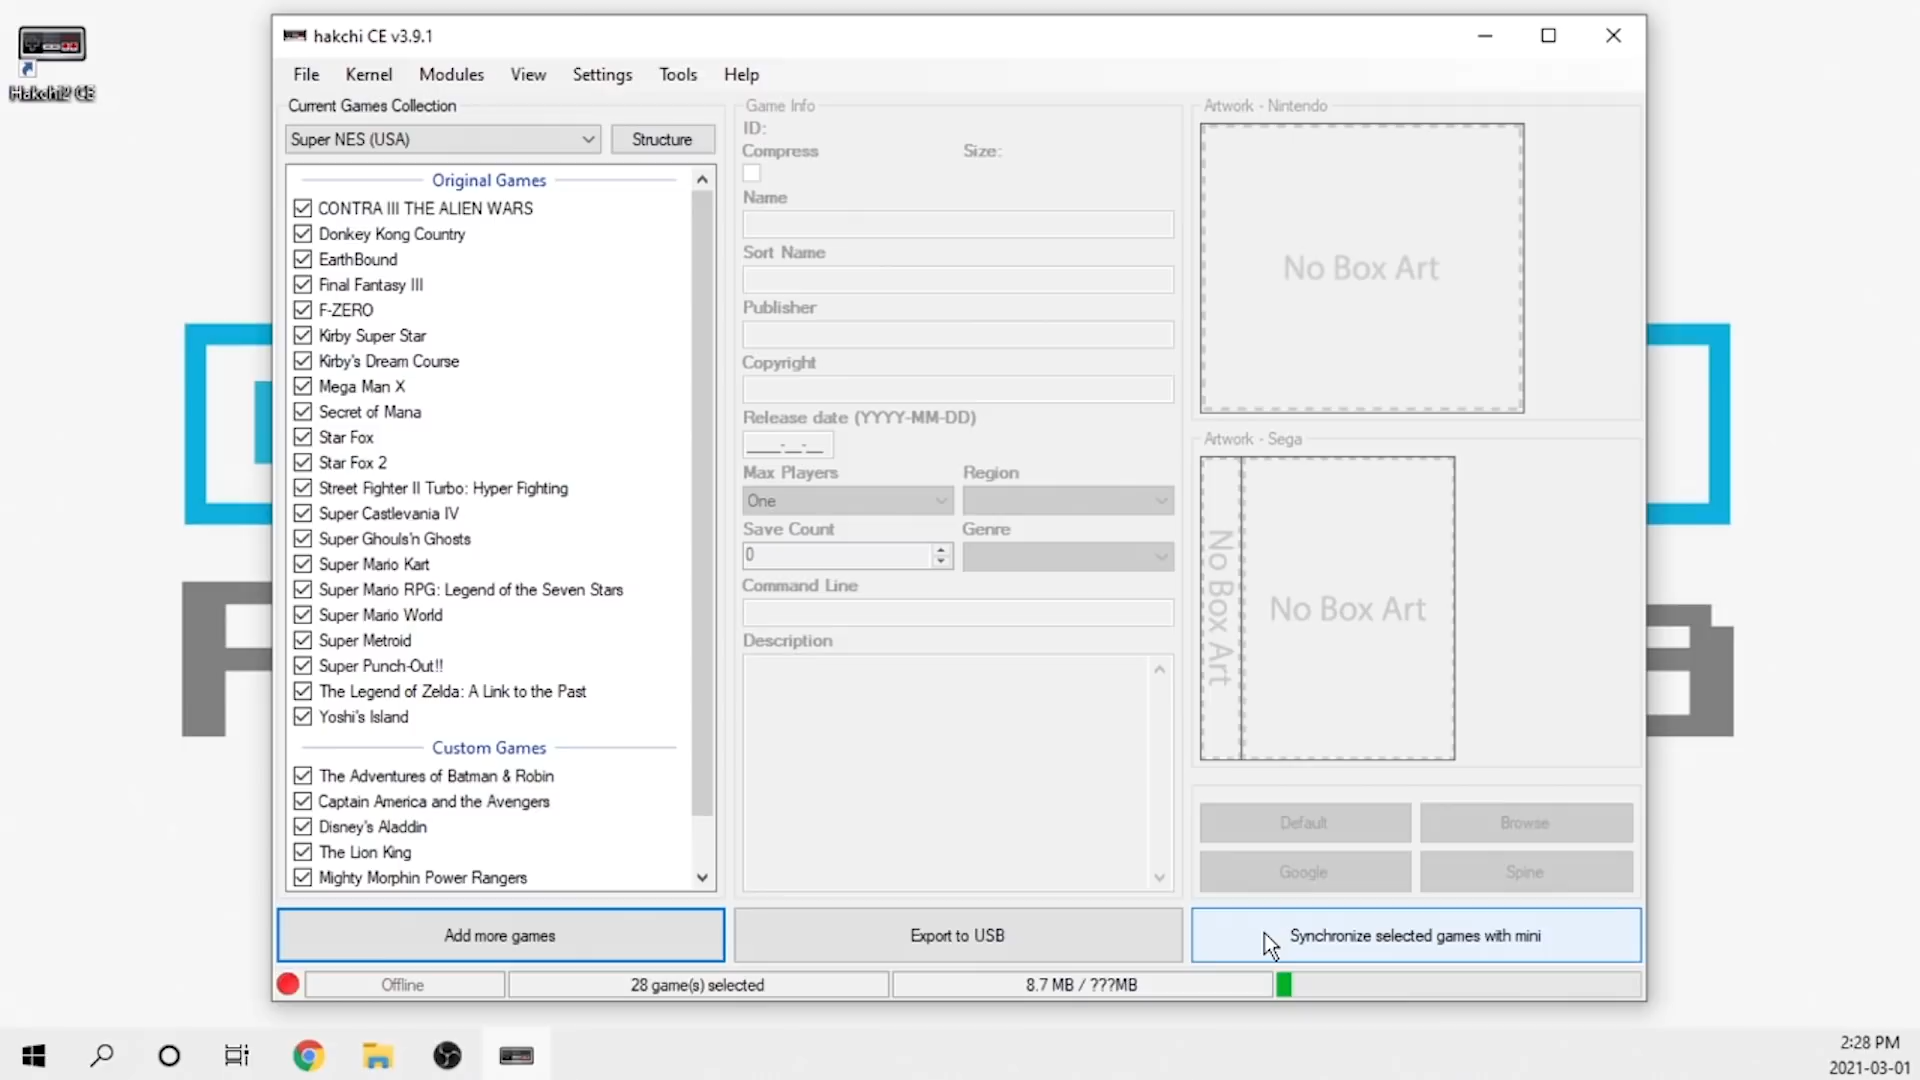 Hakchi2 CE
hakchi CE v3.9.1
File Kernel Modules View Settings Tools Help
Current Games Collection
Super NES (USA)
Structure
Original Games
CONTRA III THE ALIEN WARS
Donkey Kong Country
EarthBound
Final Fantasy III
F-ZERO
Kirby Super Star
Kirby's Dream Course
Mega Man X
Secret of Mana
Star Fox
Star Fox 2
Street Fighter II Turbo: Hyper Fighting
Super Castlevania IV
Super Ghouls'n Ghosts
Super Mario Kart
Super Mario RPG: Legend of the Seven Stars
Super Mario World
Super Metroid
Super Punch-Out!!
The Legend of Zelda: A Link to the Past
Yoshi's Island
Custom Games
The Adventures of Batman & Robin
Captain America and the Avengers
Disney's Aladdin
The Lion King
Mighty Morphin Power Rangers
Add more games
Game Info
ID:
Compress Size:
Name
Sort Name
Publisher
Copyright
Release date (YYYY-MM-DD)
____-__-__
Max Players Region
One
Save Count Genre
0
Command Line
Description
Export to USB
Artwork - Nintendo
No Box Art
Artwork - Sega
No Box Art
No Box Art
Default Browse
Google Spine
Synchronize selected games with mini
Offline 28 game(s) selected 8.7 MB / ???MB
2:28 PM
2021-03-01